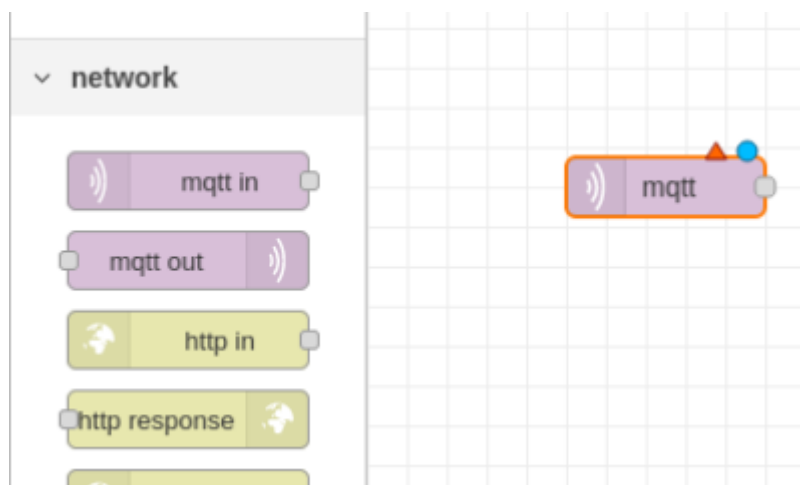 network
mqtt in
mqtt
mqtt out
http in
http response